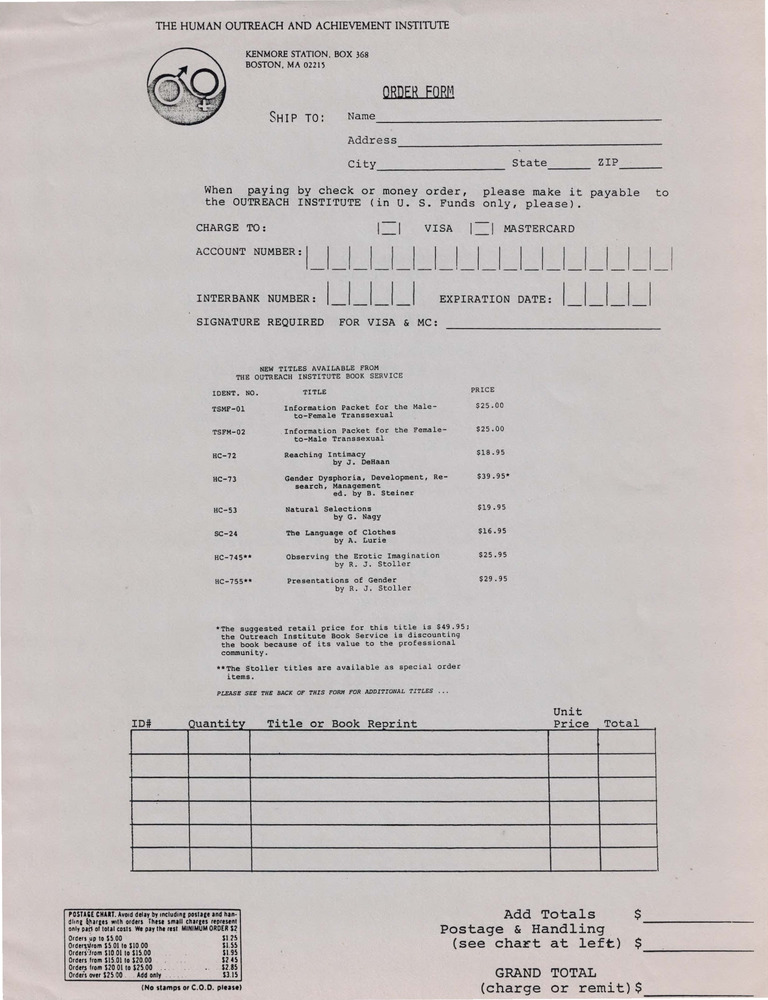 THE HUMAN OUTREACH AND ACHIEVEMENT INSTITUTE
KENMORE STATION, BOX 368
BOSTON, MA 02215
ORDER FORM
SHIP TO: Name
Address
City State ZIP
When paying by check or money order, please make it payable to
the OUTREACH INSTITUTE (in U. S. Funds only, please).
CHARGE TO: VISA MASTERCARD
ACCOUNT NUMBER:
INTERBANK NUMBER: EXPIRATION DATE:
SIGNATURE REQUIRED FOR VISA & MC:
NEW TITLES AVAILABLE FROM
THE OUTREACH INSTITUTE BOOK SERVICE
IDENT. NO. TITLE PRICE
TSMF-01 Information Packet for the Male- $25.00
to-Female Transsexual
TSFM-02 Information Packet for the Female- $25.00
to-Male Transsexual
HC-72 Reaching Intimacy $18.95
by J. DeHaan
HC-73 Gender Dysphoria, Development, Re- $39.95*
search, Management
ed. by B. Steiner
HC-53 Natural Selections $19.95
by G. Nagy
SC-24 The Language of Clothes $16.95
by A. Lurie
HC-745** Observing the Erotic Imagination $25.95
by R. J. Stoller
HC-755** Presentations of Gender $29.95
by R. J. Stoller
*The suggested retail price for this title is $49.95;
the Outreach Institute Book Service is discounting
the book because of its value to the professional
community.
**The Stoller titles are available as special order
items.
PLEASE SEE THE BACK OF THIS FORM FOR ADDITIONAL TITLES ...
Unit
ID# Quantity Title or Book Reprint Price Total
POSTAGE CHART. Avoid delay by including postage and han-
dling charges with orders These small charges represent
only part of total costs. We pay the rest MINIMUM ORDER $2
Orders up to $5.00 $1.25
Orders from $5.01 to $10.00 $1.55
Orders from $10.01 to $15.00 $1.95
Orders from $15.01 to $20.00 $2.45
Orders from $20.01 to $25.00 $2.85
Orders over $25.00 Add only $3.15
(No stamps or C.O.D. please)
Add Totals $
Postage & Handling
(see chart at left) $
GRAND TOTAL
(charge or remit) $